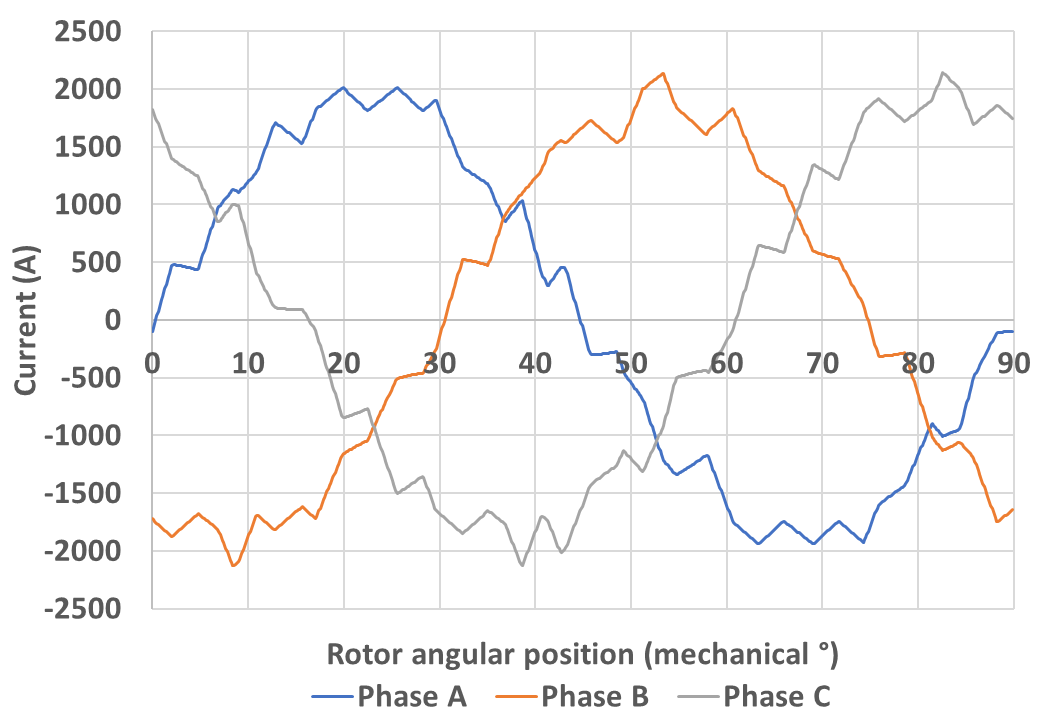 2500
2000
1500
1000
500
0
-500
-1000
-1500
-2000
-2500
Current (A)
0 10 20 30 40 50 60 70 80 90
Rotor angular position (mechanical °)
Phase A Phase B Phase C